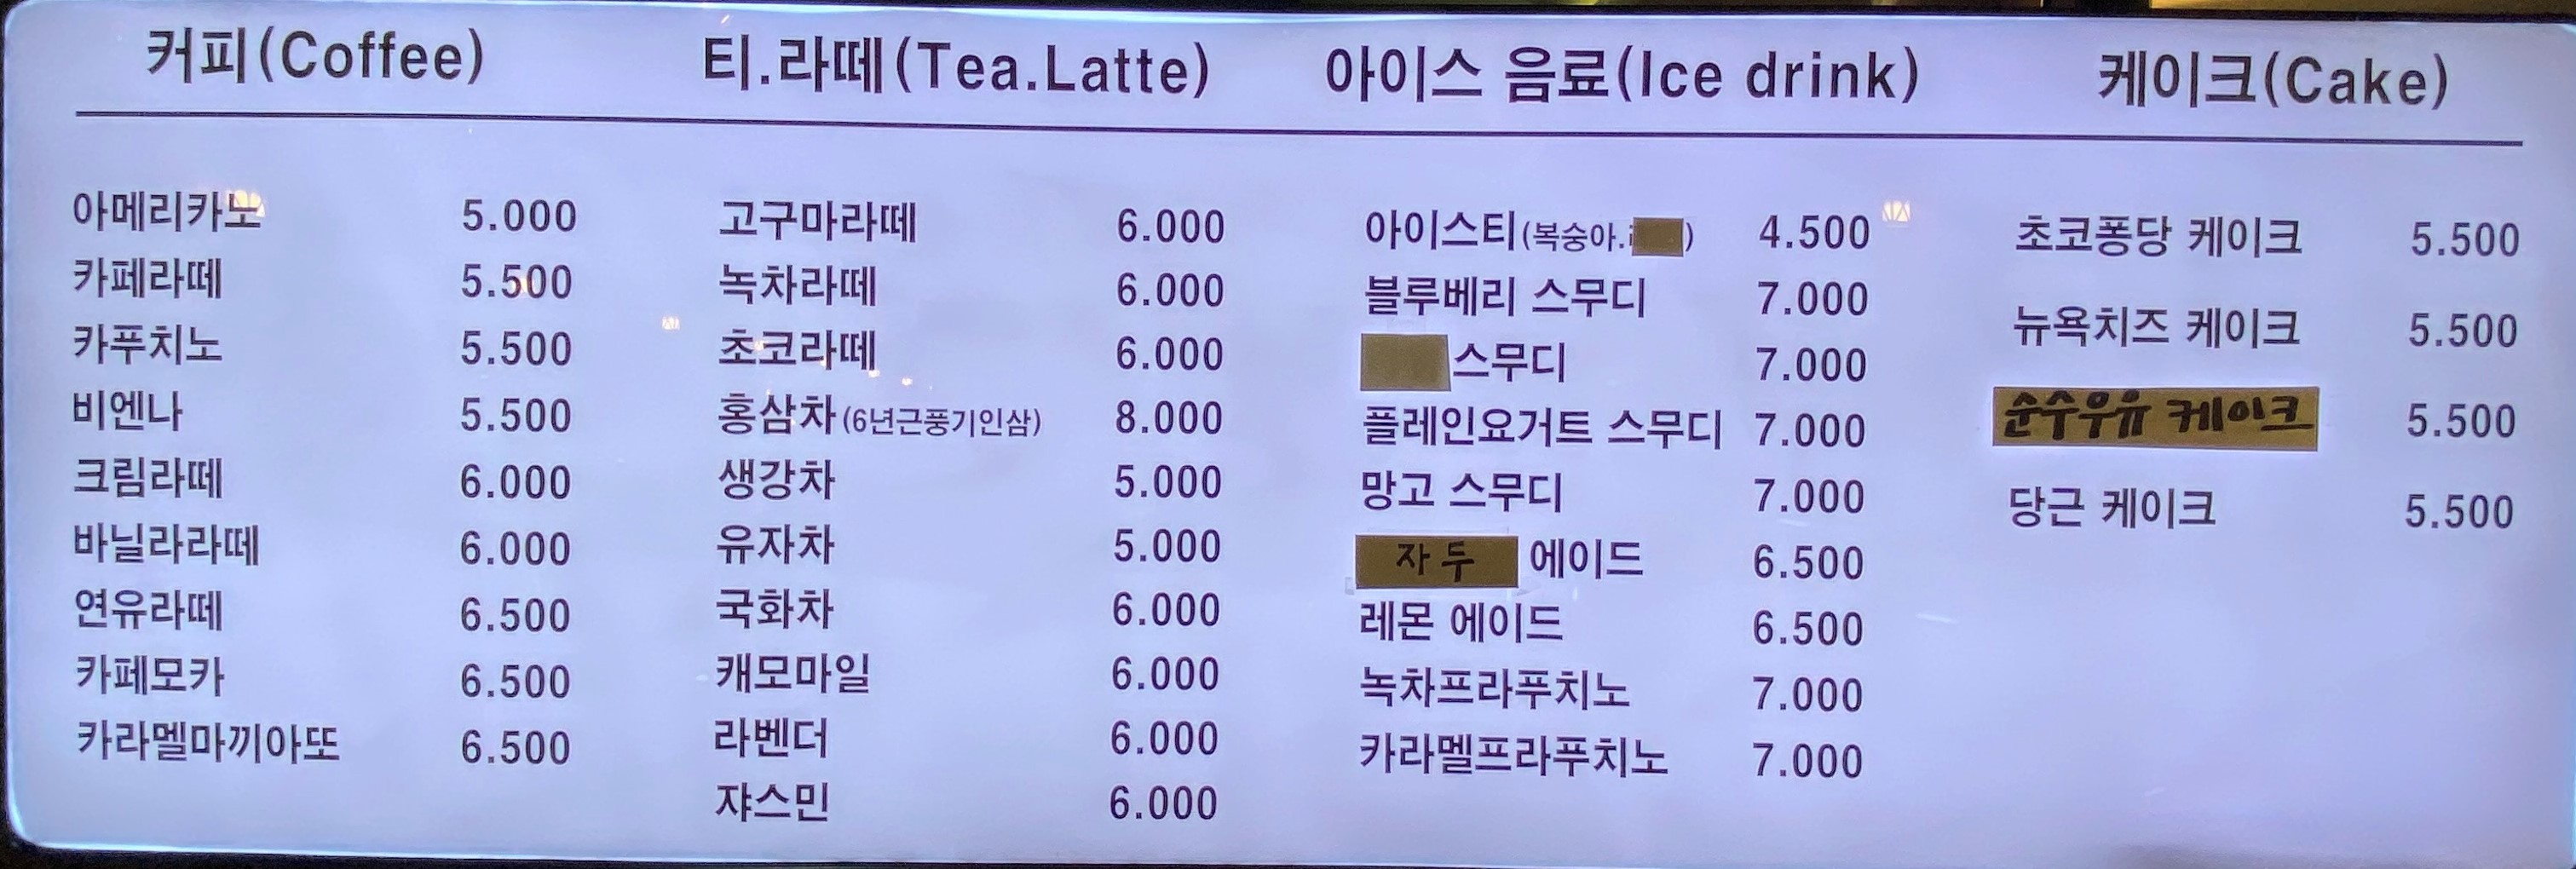 커피(Coffee)
아메리카노 5.000
카페라떼 5.500
카푸치노 5.500
비엔나 5.500
크림라떼 6.000
바닐라라떼 6.000
연유라떼 6.500
카페모카 6.500
카라멜마끼아또 6.500
티.라떼(Tea.Latte)
고구마라떼 6.000
녹차라떼 6.000
초코라떼 6.000
홍삼차(6년근풍기인삼) 8.000
생강차 5.000
유자차 5.000
국화차 6.000
캐모마일 6.000
라벤더 6.000
쟈스민 6.000
아이스 음료(Ice drink)
아이스티(복숭아. ) 4.500
블루베리 스무디 7.000
스무디 7.000
플레인요거트 스무디 7.000
망고 스무디 7.000
자두 에이드 6.500
레몬 에이드 6.500
녹차프라푸치노 7.000
카라멜프라푸치노 7.000
케이크(Cake)
초코퐁당 케이크 5.500
뉴욕치즈 케이크 5.500
순수우유 케이크 5.500
당근 케이크 5.500